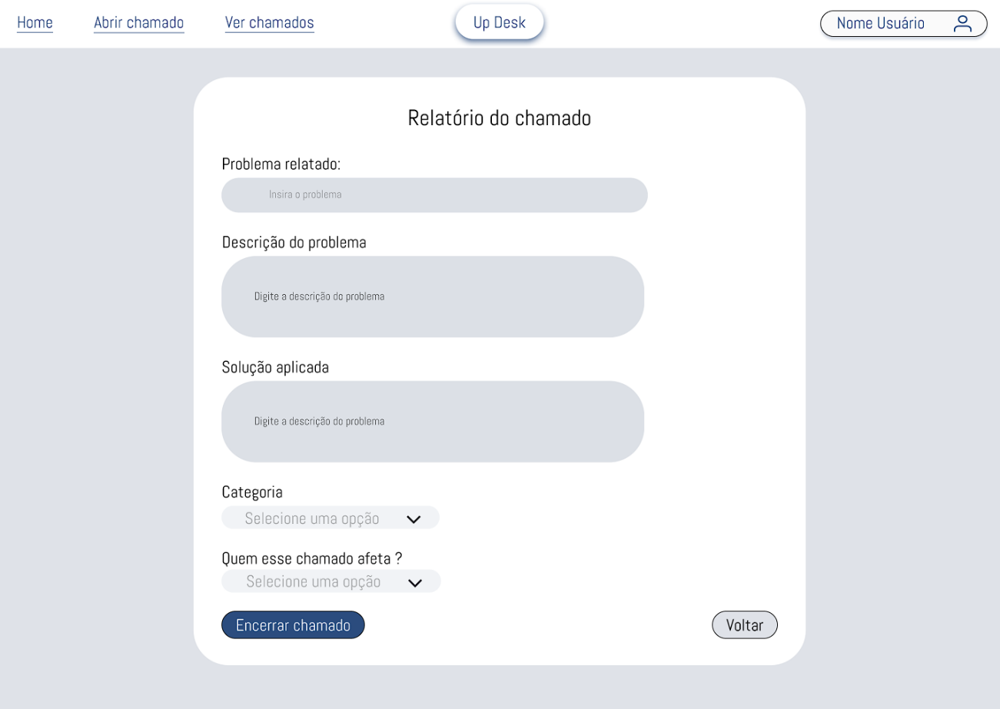 Home
Abrir chamado
Ver chamados
Up Desk
Nome Usuário
Relatório do chamado
Problema relatado:
Insira o problema
Descrição do problema
Digite a descrição do problema
Solução aplicada
Digite a descrição do problema
Categoria
Selecione uma opção
Quem esse chamado afeta ?
Selecione uma opção
Encerrar chamado
Voltar